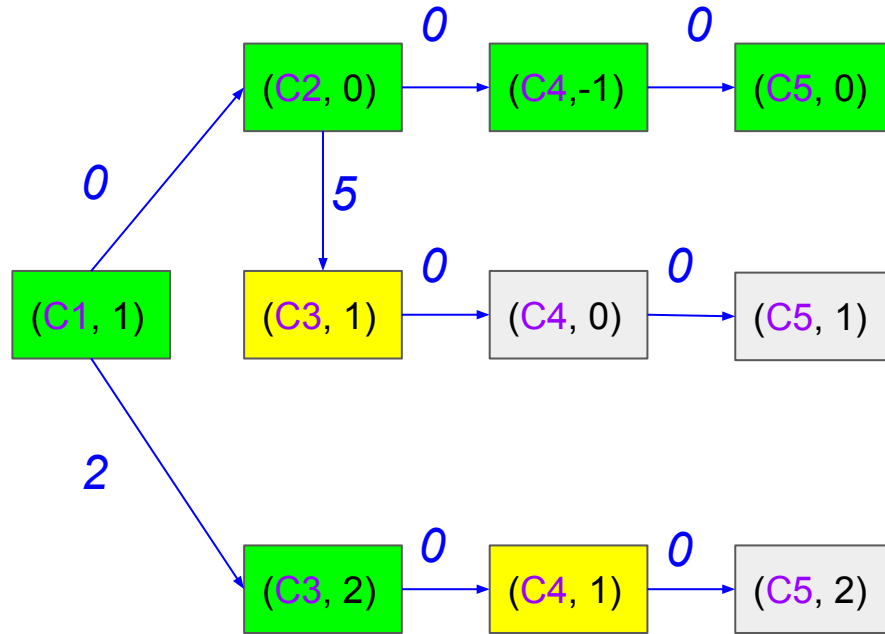 0
0
(C2, 0)
(C4,-1)
(C5, 0)
0
5
0
0
(C1, 1)
(C3, 1)
(C4, 0)
(C5, 1)
2
0
0
(C3, 2)
(C4, 1)
(C5, 2)